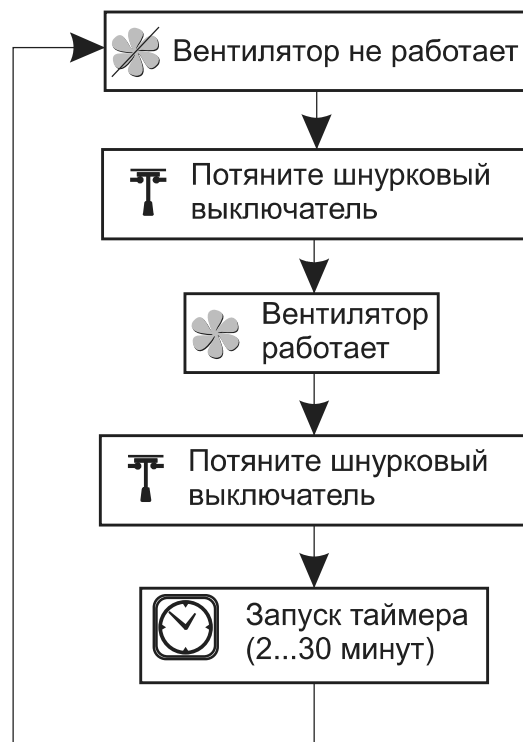 Вентилятор не работает
Потяните шнурковый
выключатель
Вентилятор
работает
Потяните шнурковый
выключатель
Запуск таймера
(2...30 минут)